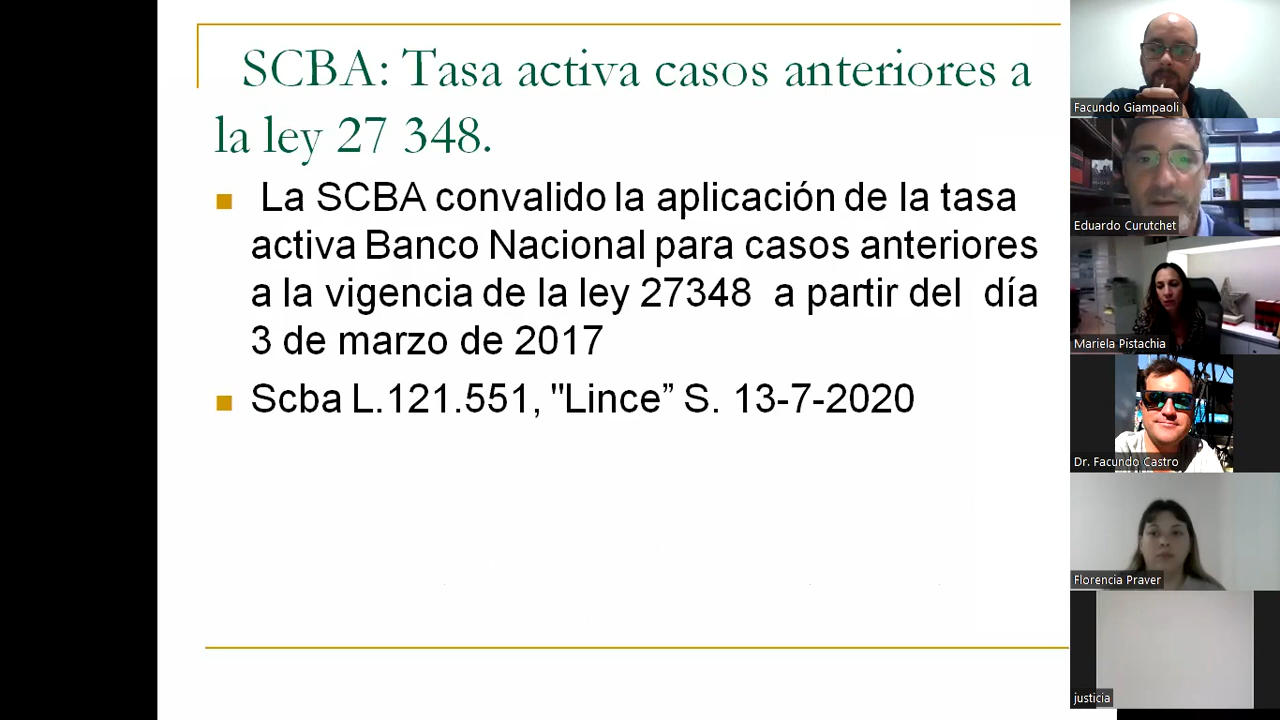 SCBA: Tasa activa casos anteriores a
la ley 27 348.
La SCBA convalido la aplicación de la tasa
activa Banco Nacional para casos anteriores
a la vigencia de la ley 27348 a partir del día
3 de marzo de 2017
Scba L.121.551, "Lince” S. 13-7-2020
Facundo Giampaoli
Eduardo Curutchet
Mariela Pistachia
Dr. Facundo Castro
Florencia Praver
justicia